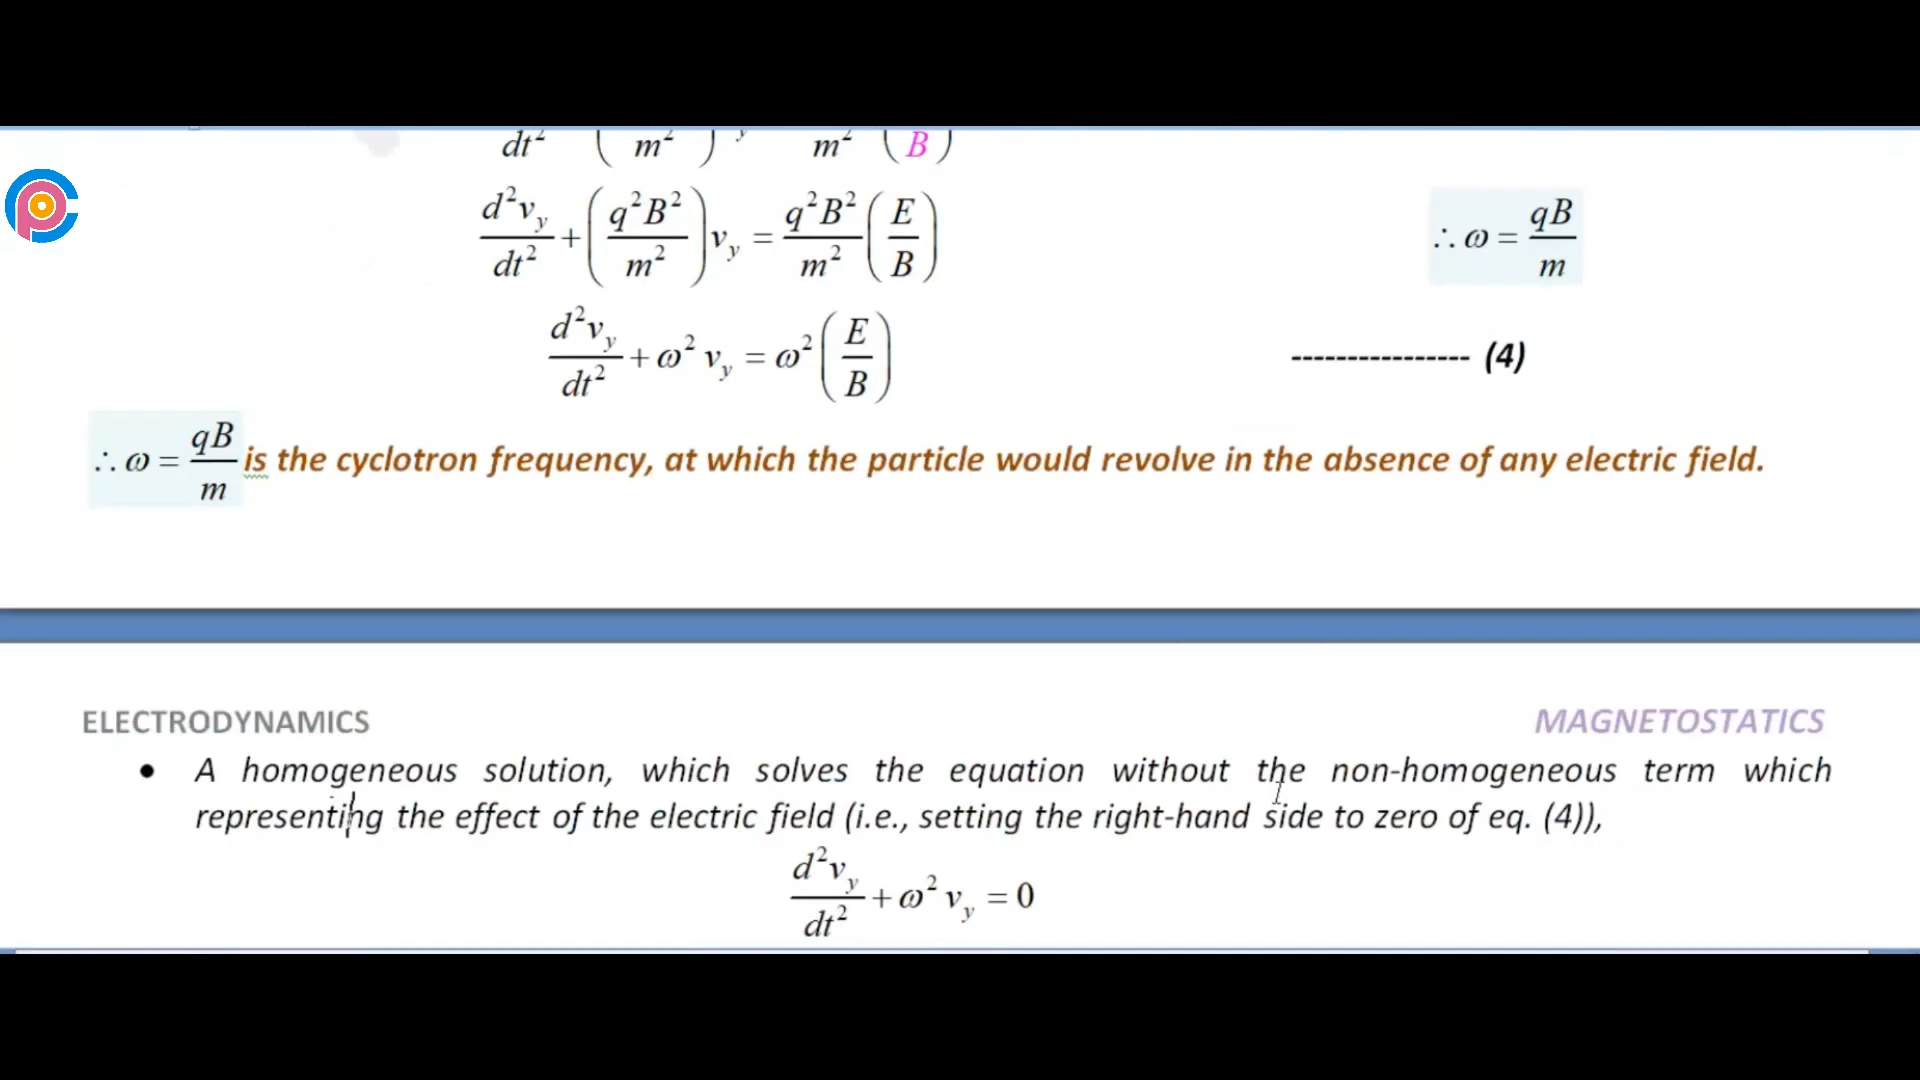 dt² ( m² ) y m² ( B )
d²v_y/dt² + (q²B²/m²) v_y = q²B²/m² (E/B) ∴ ω = qB/m
d²v_y/dt² + ω² v_y = ω² (E/B) ---------------- (4)
∴ ω = qB/m is the cyclotron frequency, at which the particle would revolve in the absence of any electric field.
ELECTRODYNAMICS MAGNETOSTATICS
• A homogeneous solution, which solves the equation without the non-homogeneous term which
representing the effect of the electric field (i.e., setting the right-hand side to zero of eq. (4)),
d²v_y/dt² + ω² v_y = 0